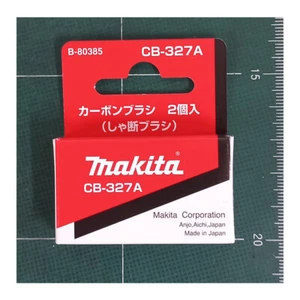 B-80385 CB-327A
カーボンブラシ 2個入
(しゃ断ブラシ)
makita
CB-327A
Makita Corporation
Anjo, Aichi, Japan
Made in Japan
15
20